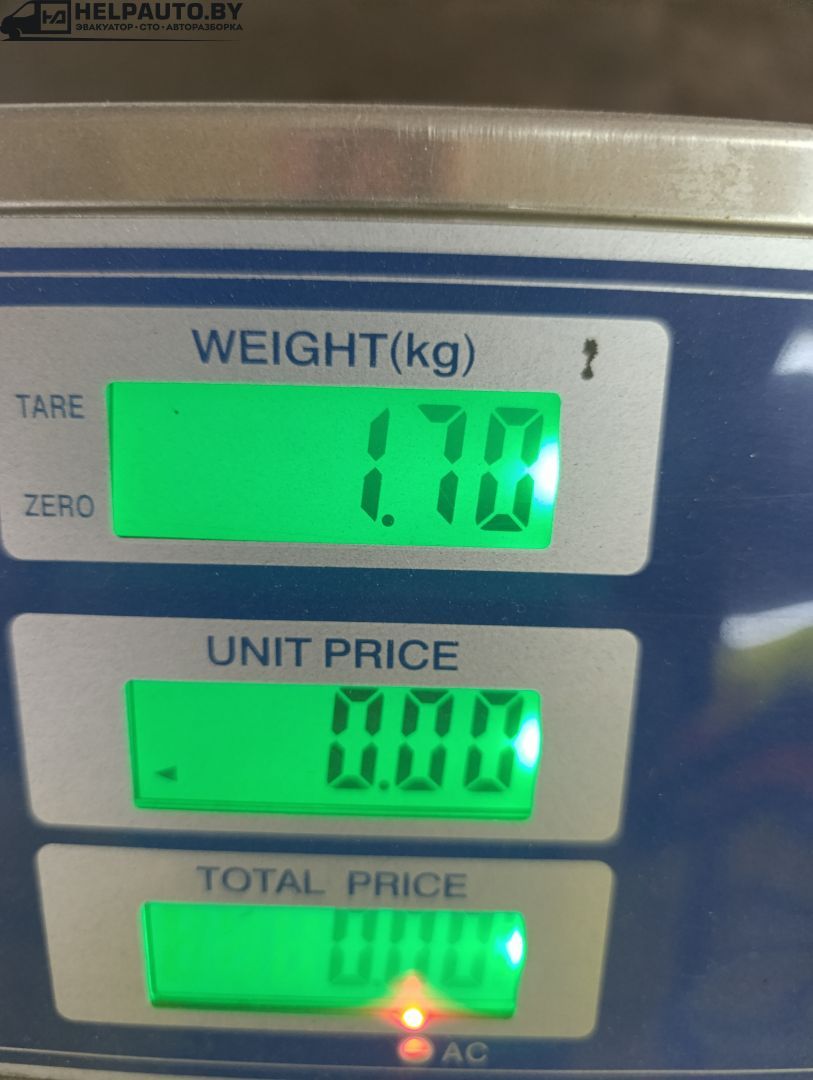 HELPAUTO.BY
ЭВАКУАТОР • СТО • АВТОРАЗБОРКА
WEIGHT(kg)
TARE
1.70
ZERO
UNIT PRICE
0.00
TOTAL PRICE
0.00
AC